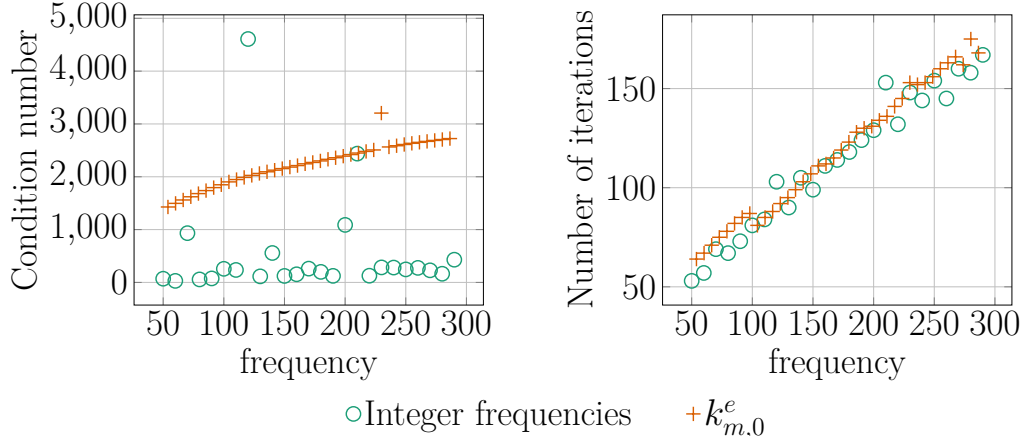 Condition number
5,000
4,000
3,000
2,000
1,000
0
50 100 150 200 250 300
frequency
Number of iterations
150
100
50
50 100 150 200 250 300
frequency
Integer frequencies
$k_{m,0}^{e}$